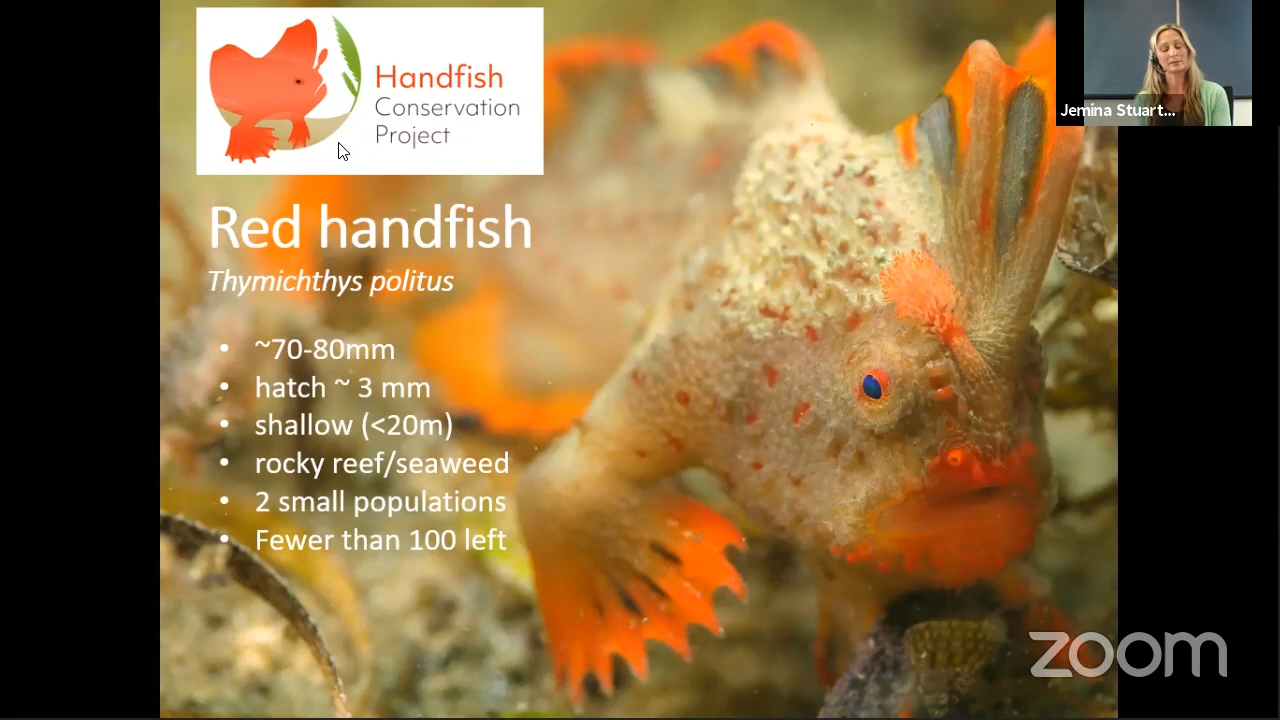 Handfish
Conservation
Project
Jemina Stuart...
Red handfish
Thymichthys politus
• ~70-80mm
• hatch ~ 3 mm
• shallow (<20m)
• rocky reef/seaweed
• 2 small populations
• Fewer than 100 left
zoom